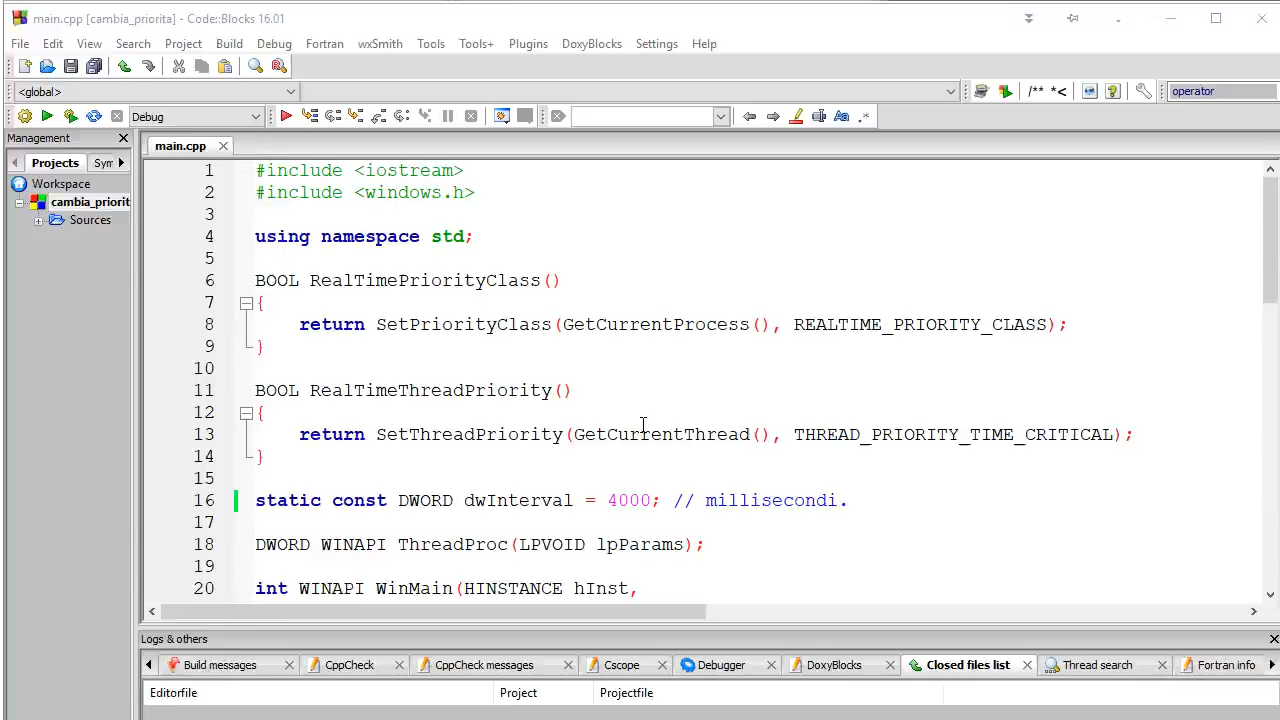 main.cpp [cambia_priorita] - Code::Blocks 16.01
File Edit View Search Project Build Debug Fortran wxSmith Tools Tools+ Plugins DoxyBlocks Settings Help
<global>
/** *<
operator
Debug
Aa
.*
Management
main.cpp
Projects
Sym
Workspace
cambia_priorit
Sources
1 #include <iostream>
2 #include <windows.h>
3
4 using namespace std;
5
6 BOOL RealTimePriorityClass()
7 {
8 return SetPriorityClass(GetCurrentProcess(), REALTIME_PRIORITY_CLASS);
9 }
10
11 BOOL RealTimeThreadPriority()
12 {
13 return SetThreadPriority(GetCurrentThread(), THREAD_PRIORITY_TIME_CRITICAL);
14 }
15
16 static const DWORD dwInterval = 4000; // millisecondi.
17
18 DWORD WINAPI ThreadProc(LPVOID lpParams);
19
20 int WINAPI WinMain(HINSTANCE hInst,
Logs & others
Build messages CppCheck CppCheck messages Cscope Debugger DoxyBlocks Closed files list Thread search Fortran info
Editorfile Project Projectfile